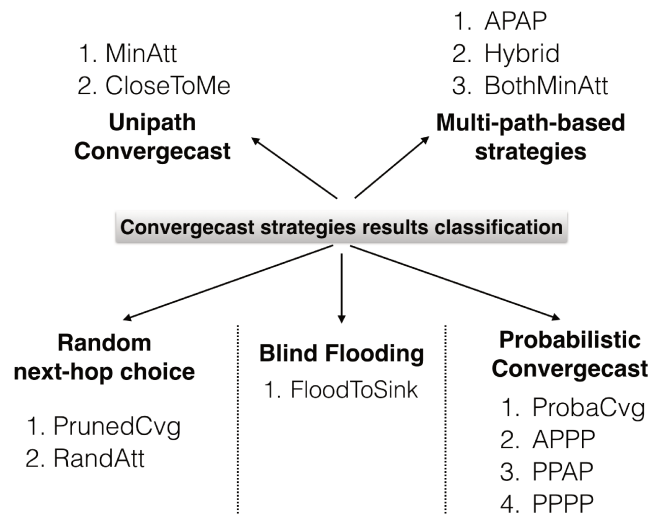 1. MinAtt
2. CloseToMe
Unipath
Convergecast
1. APAP
2. Hybrid
3. BothMinAtt
Multi-path-based
strategies
Convergecast strategies results classification
Random
next-hop choice
1. PrunedCvg
2. RandAtt
Blind Flooding
1. FloodToSink
Probabilistic
Convergecast
1. ProbaCvg
2. APPP
3. PPAP
4. PPPP